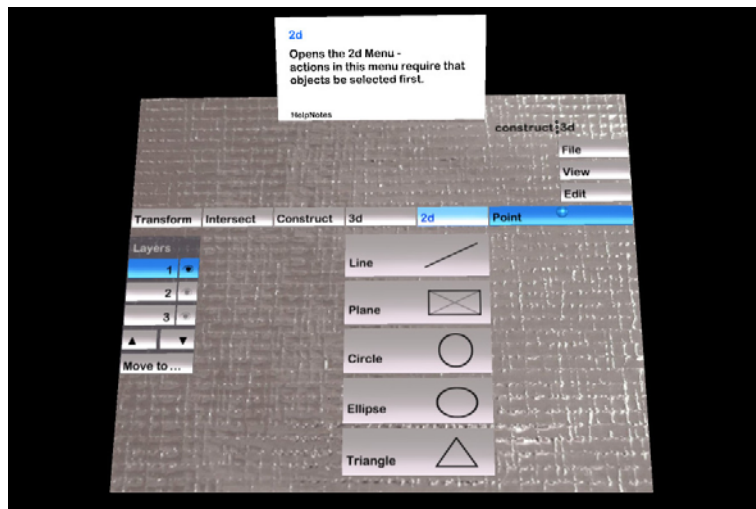 2d
Opens the 2d Menu -
actions in this menu require that
objects be selected first.
HelpNotes
construct 3d
File
View
Edit
Transform Intersect Construct 3d 2d Point
Layers
1
2
3
Move to ...
Line
Plane
Circle
Ellipse
Triangle